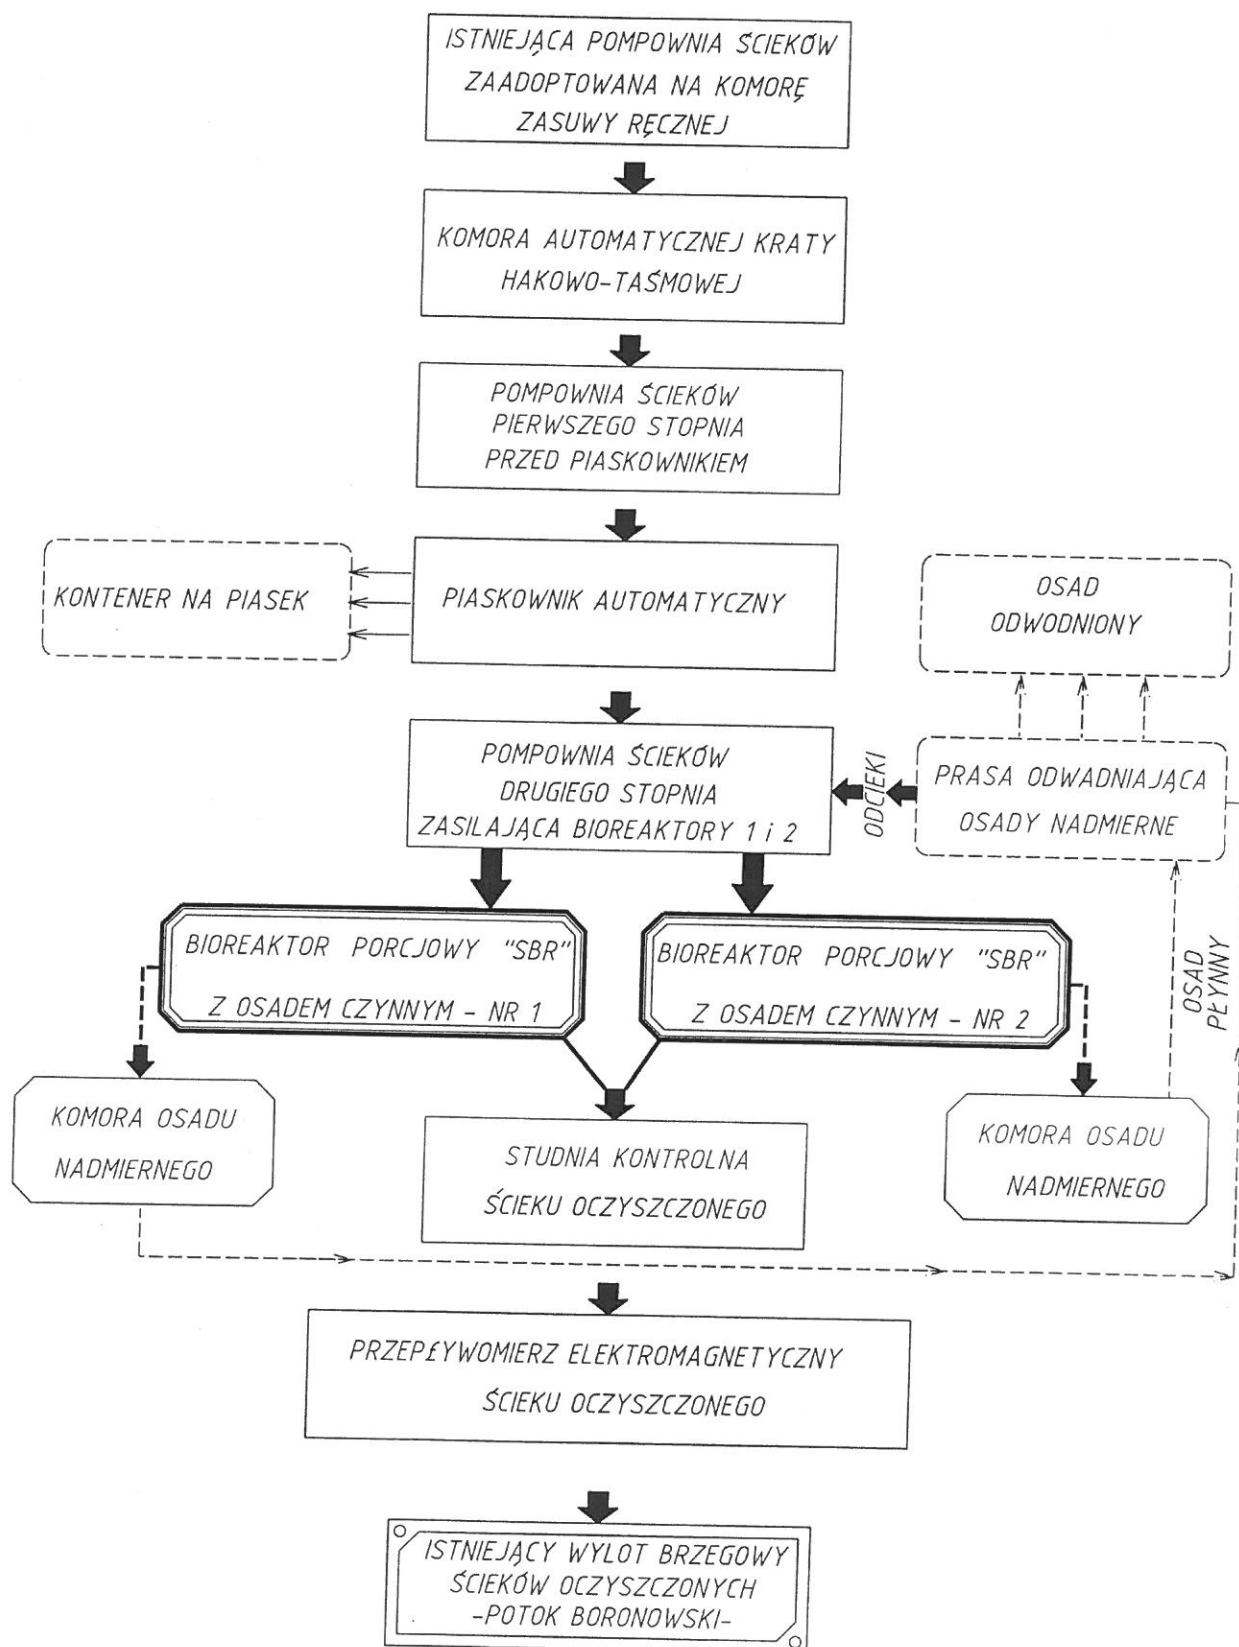 ISTNIEJĄCA POMPOWNIA ŚCIEKÓW
ZAADOPTOWANA NA KOMORĘ
ZASUWY RĘCZNEJ
KOMORA AUTOMATYCZNEJ KRATY
HAKOWO-TAŚMOWEJ
POMPOWNIA ŚCIEKÓW
PIERWSZEGO STOPNIA
PRZED PIASKOWNIKIEM
KONTENER NA PIASEK
PIASKOWNIK AUTOMATYCZNY
OSAD
ODWODNIONY
POMPOWNIA ŚCIEKÓW
DRUGIEGO STOPNIA
ZASILAJĄCA BIOREAKTORY 1 i 2
ODCIEKI
PRASA ODWADNIAJĄCA
OSADY NADMIERNE
BIOREAKTOR PORCJOWY "SBR"
Z OSADEM CZYNNYM - NR 1
BIOREAKTOR PORCJOWY "SBR"
Z OSADEM CZYNNYM - NR 2
OSAD
PŁYNNY
KOMORA OSADU
NADMIERNEGO
STUDNIA KONTROLNA
ŚCIEKU OCZYSZCZONEGO
KOMORA OSADU
NADMIERNEGO
PRZEP£YWOMIERZ ELEKTROMAGNETYCZNY
ŚCIEKU OCZYSZCZONEGO
ISTNIEJĄCY WYLOT BRZEGOWY
ŚCIEKÓW OCZYSZCZONYCH
-POTOK BORONOWSKI-